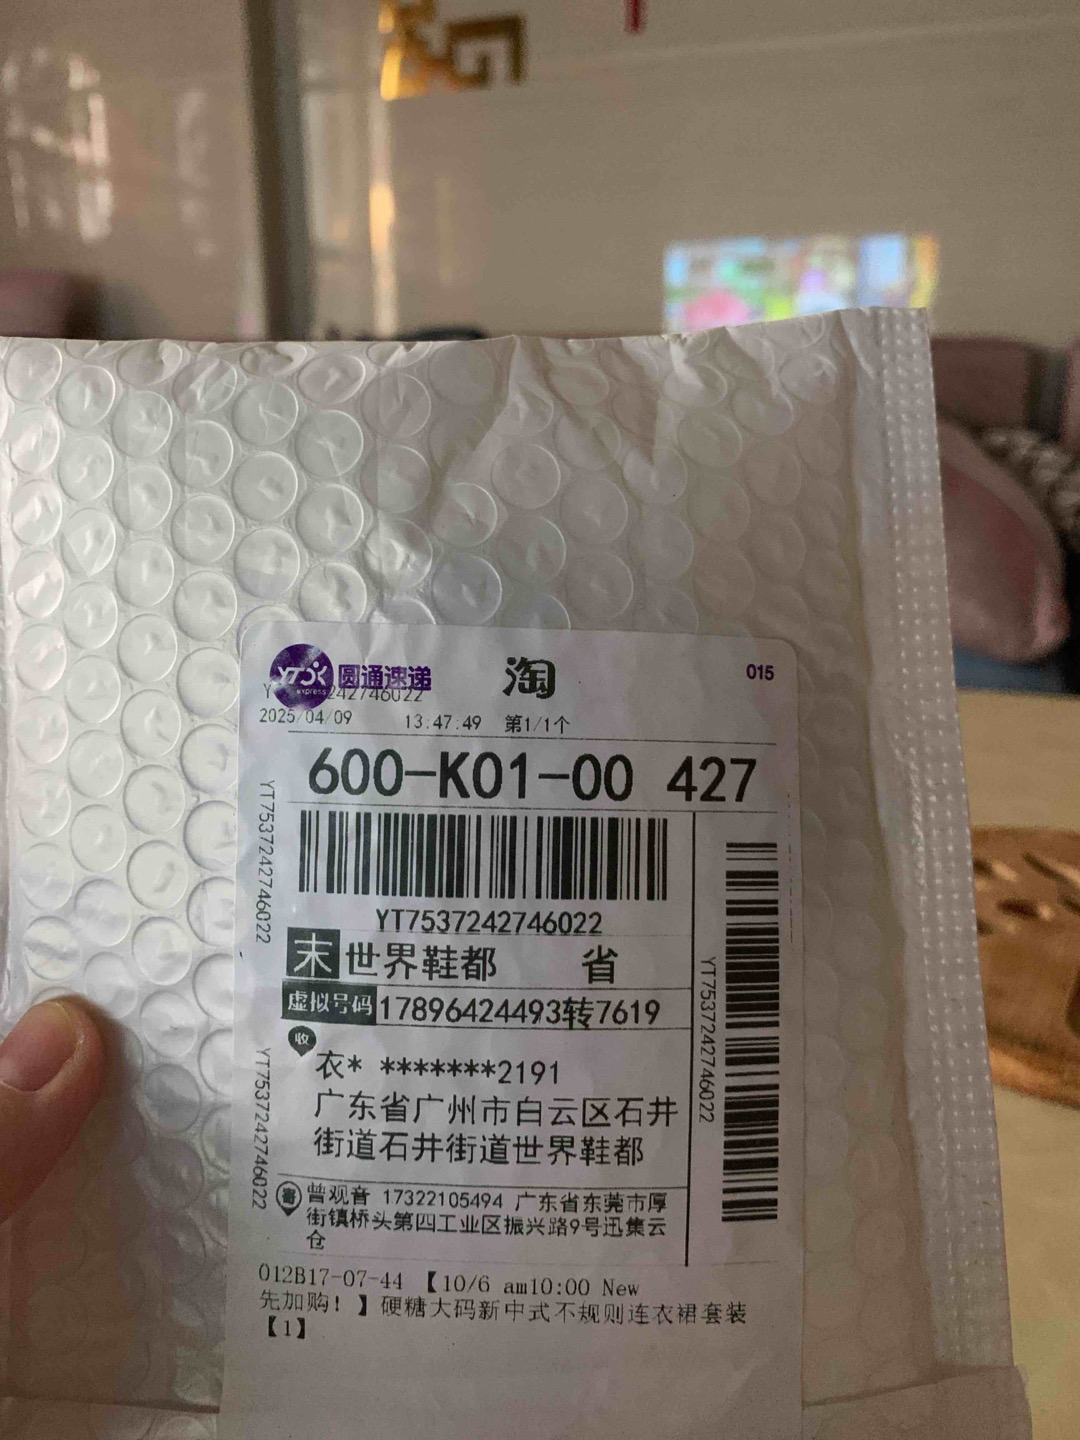 YTO
express
圆通速递
淘
015
2025/04/09 13:47:49 第1/1个
600-K01-00 427
YT7537242746022
YT7537242746022
YT7537242746022
YT7537242746022
末 世界鞋都 省
虚拟号码 17896424493转7619
收
衣* *******2191
广东省广州市白云区石井
街道石井街道世界鞋都
寄
曾观音 17322105494 广东省东莞市厚
街镇桥头第四工业区振兴路9号迅集云
仓
012B17-07-44 【10/6 am10:00 New
先加购！】硬糖大码新中式不规则连衣裙套装
【1】